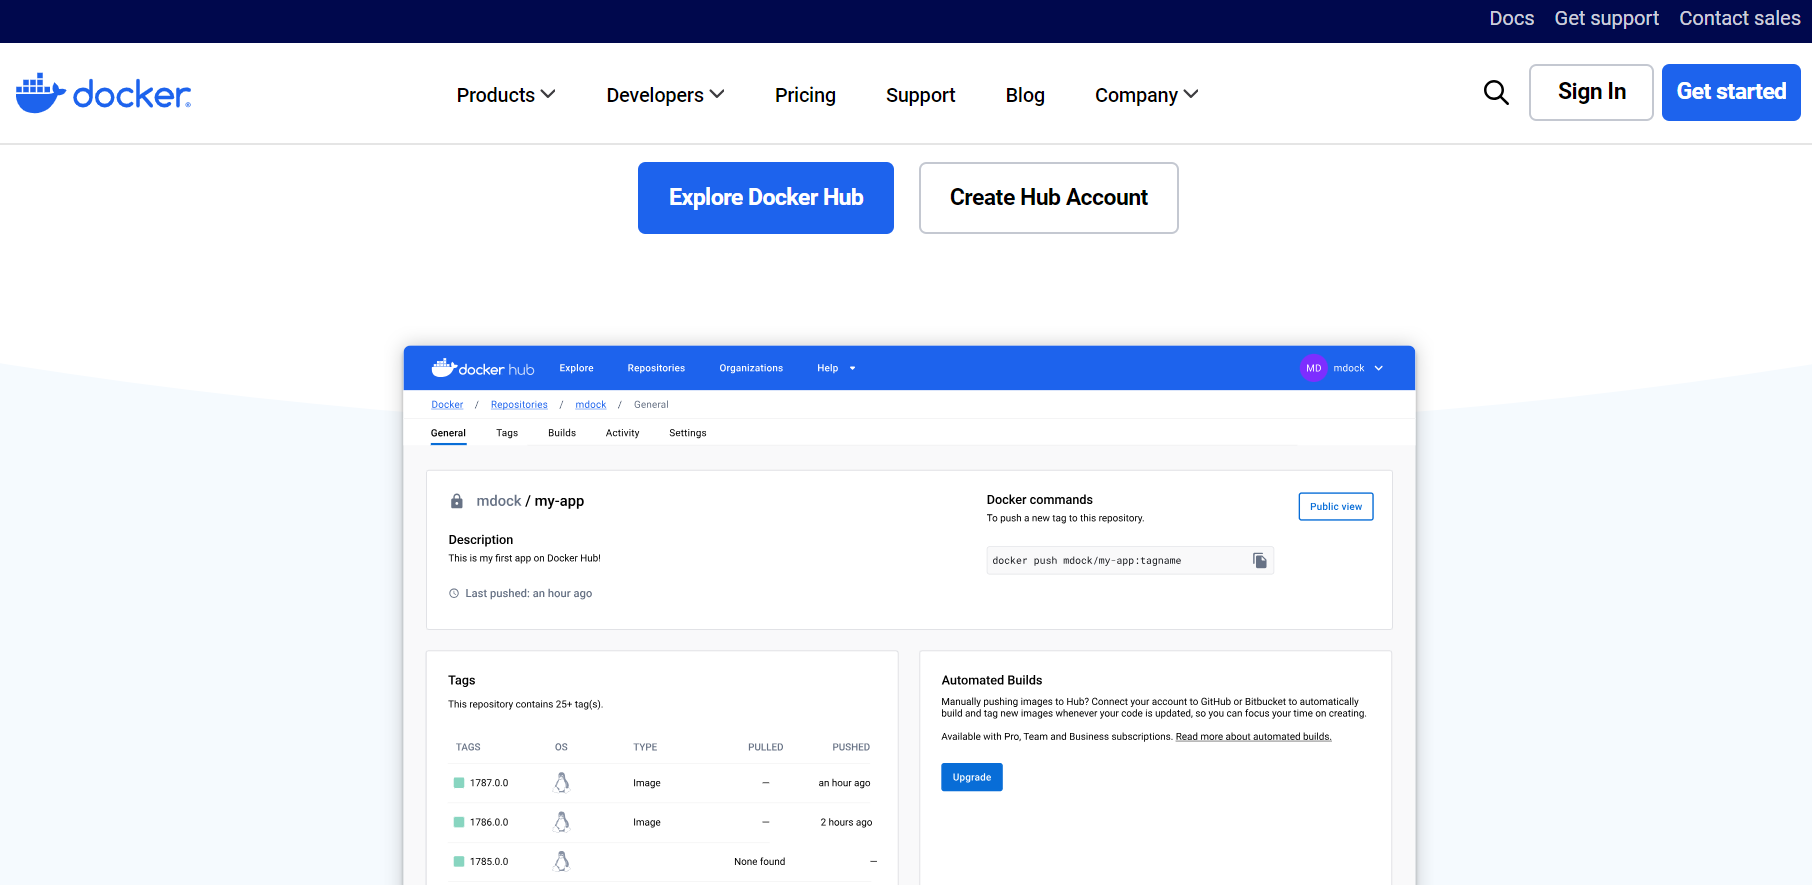 Docs Get support Contact sales
docker
Products Developers Pricing Support Blog Company Sign In Get started
Explore Docker Hub Create Hub Account
docker hub Explore Repositories Organizations Help MD mdock
Docker / Repositories / mdock / General
General Tags Builds Activity Settings
mdock / my-app
Description
This is my first app on Docker Hub!
Last pushed: an hour ago
Docker commands
To push a new tag to this repository.
Public view
docker push mdock/my-app:tagname
Tags
This repository contains 25+ tag(s).
TAGS OS TYPE PULLED PUSHED
1787.0.0 Image — an hour ago
1786.0.0 Image — 2 hours ago
1785.0.0 None found —
Automated Builds
Manually pushing images to Hub? Connect your account to GitHub or Bitbucket to automatically
build and tag new images whenever your code is updated, so you can focus your time on creating.
Available with Pro, Team and Business subscriptions. Read more about automated builds.
Upgrade